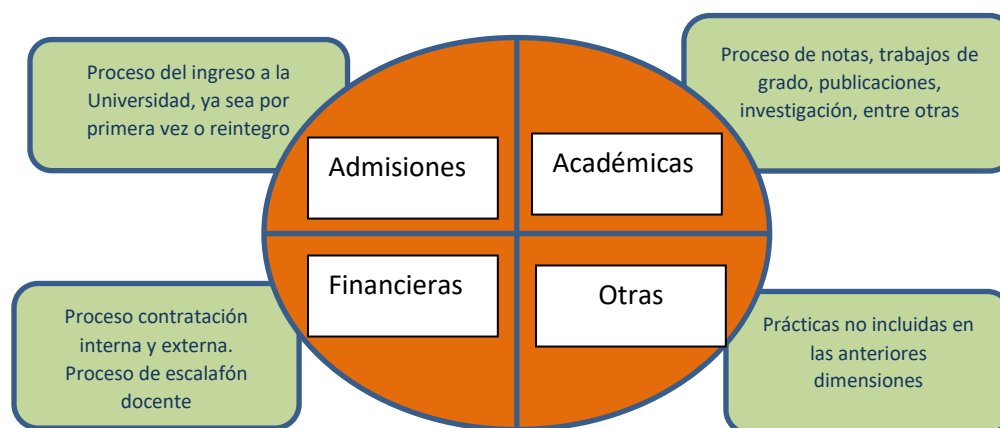 Proceso del ingreso a la
Universidad, ya sea por
primera vez o reintegro
Proceso de notas, trabajos de
grado, publicaciones,
investigación, entre otras
Admisiones
Académicas
Financieras
Otras
Proceso contratación
interna y externa.
Proceso de escalafón
docente
Prácticas no incluidas en
las anteriores
dimensiones